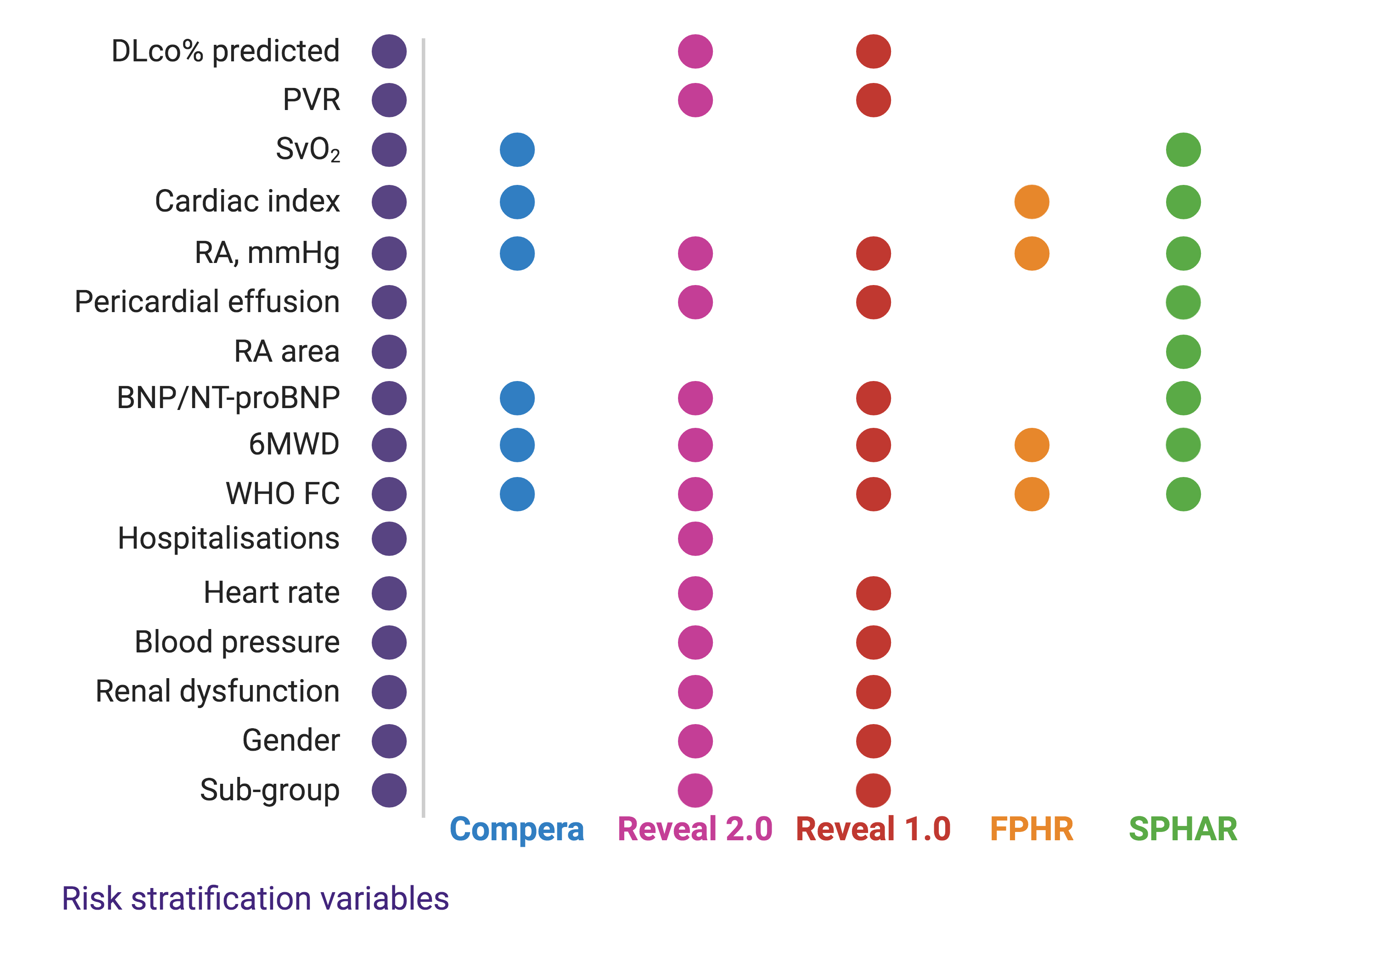 DLco% predicted
PVR
SvO₂
Cardiac index
RA, mmHg
Pericardial effusion
RA area
BNP/NT-proBNP
6MWD
WHO FC
Hospitalisations
Heart rate
Blood pressure
Renal dysfunction
Gender
Sub-group
Compera Reveal 2.0 Reveal 1.0 FPHR SPHAR
Risk stratification variables